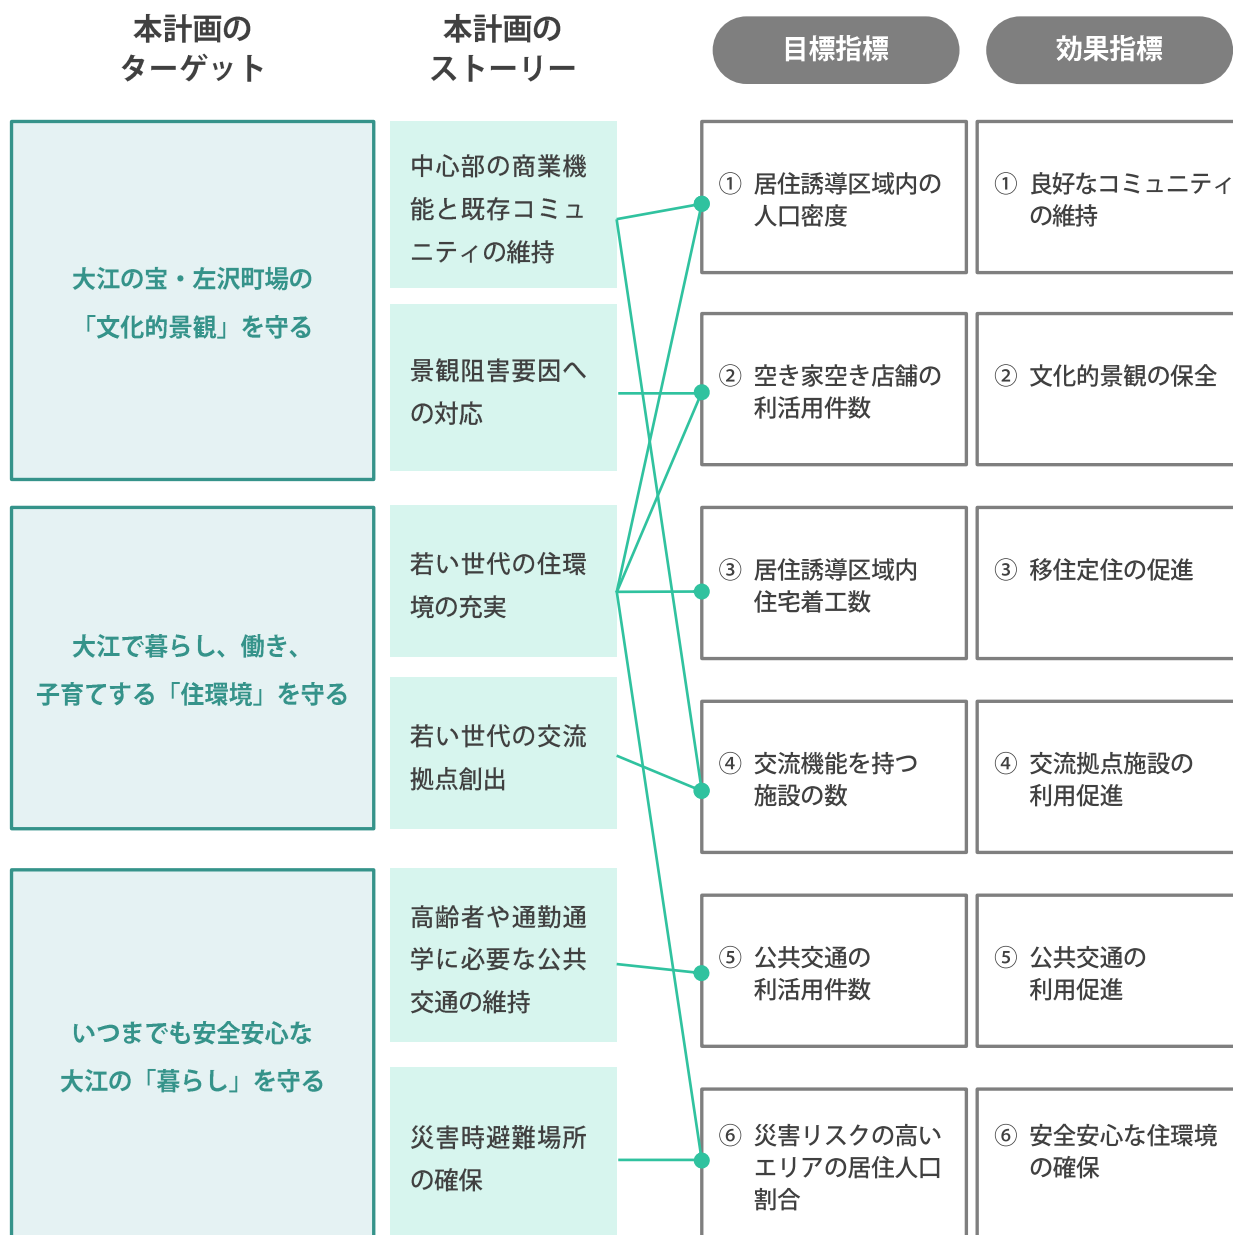 本計画の
ターゲット
本計画の
ストーリー
目標指標
効果指標
大江の宝・左沢町場の
「文化的景観」を守る
中心部の商業機
能と既存コミュ
ニティの維持
景観阻害要因へ
の対応
① 居住誘導区域内の
人口密度
① 良好なコミュニティ
の維持
② 空き家空き店舗の
利活用件数
② 文化的景観の保全
大江で暮らし、働き、
子育てする「住環境」を守る
若い世代の住環
境の充実
若い世代の交流
拠点創出
③ 居住誘導区域内
住宅着工数
③ 移住定住の促進
④ 交流機能を持つ
施設の数
④ 交流拠点施設の
利用促進
いつまでも安全安心な
大江の「暮らし」を守る
高齢者や通勤通
学に必要な公共
交通の維持
災害時避難場所
の確保
⑤ 公共交通の
利活用件数
⑤ 公共交通の
利用促進
⑥ 災害リスクの高い
エリアの居住人口
割合
⑥ 安全安心な住環境
の確保